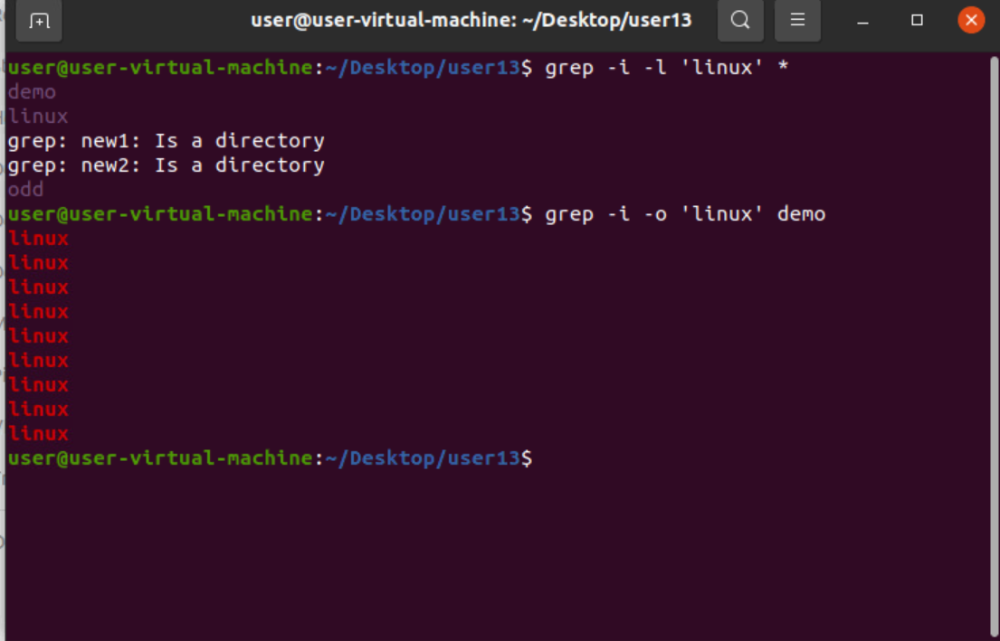 user@user-virtual-machine: ~/Desktop/user13
user@user-virtual-machine:~/Desktop/user13$ grep -i -l 'linux' *
demo
linux
grep: new1: Is a directory
grep: new2: Is a directory
odd
user@user-virtual-machine:~/Desktop/user13$ grep -i -o 'linux' demo
linux
linux
linux
linux
linux
linux
linux
linux
linux
user@user-virtual-machine:~/Desktop/user13$